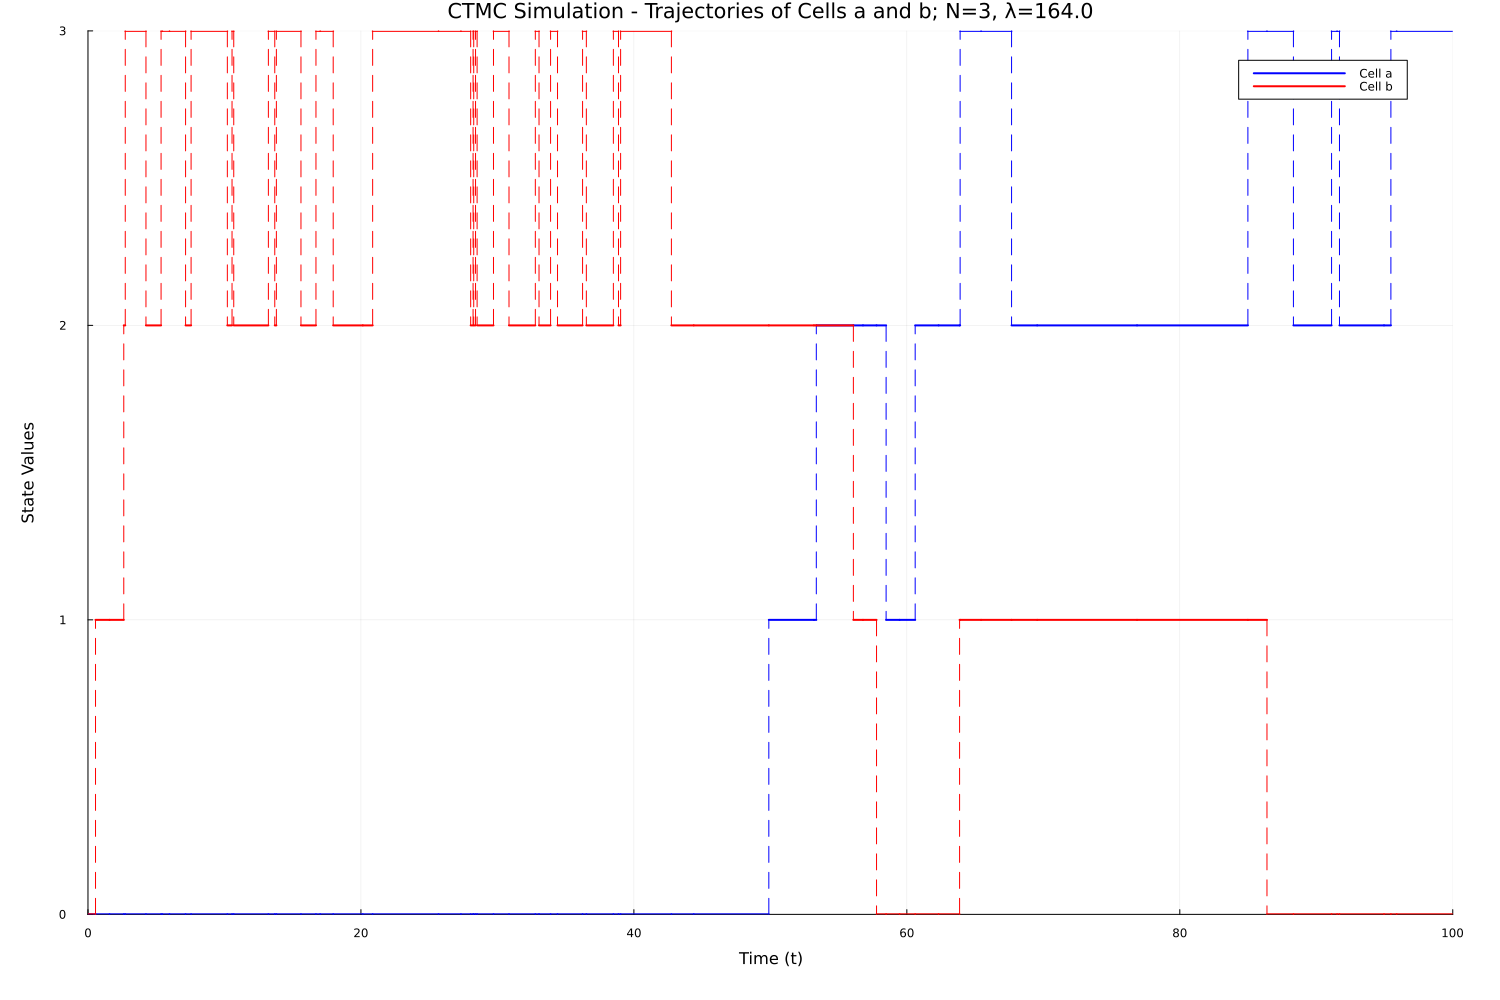 CTMC Simulation - Trajectories of Cells a and b; N=3, λ=164.0
3
Cell a
Cell b
2
State Values
1
0
0 20 40 60 80 100
Time (t)